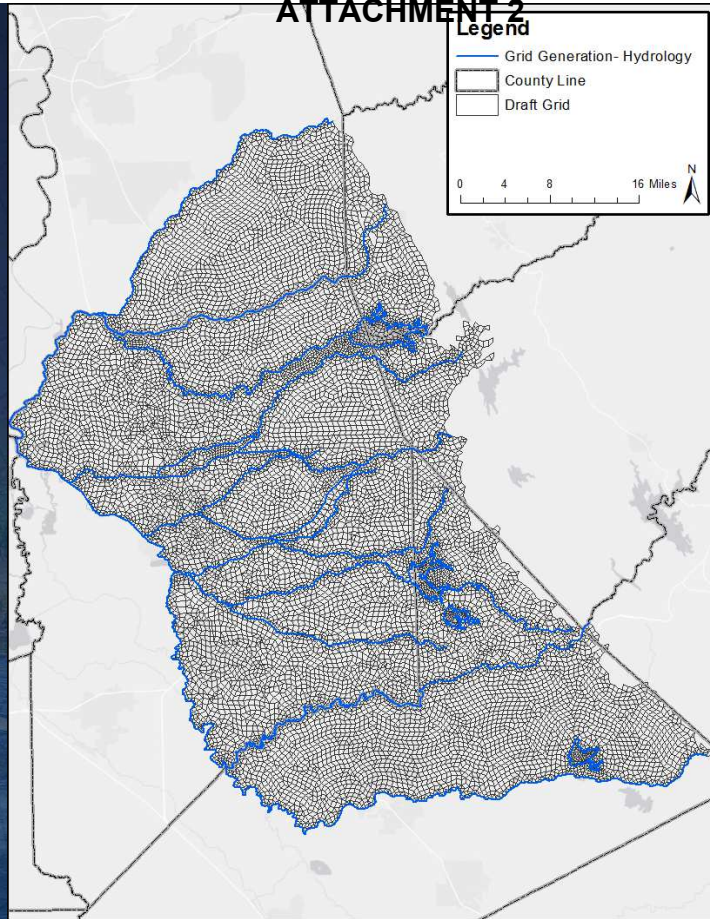 ATTACHMENT 2
Legend
Grid Generation- Hydrology
County Line
Draft Grid
0 4 8 16 Miles
N